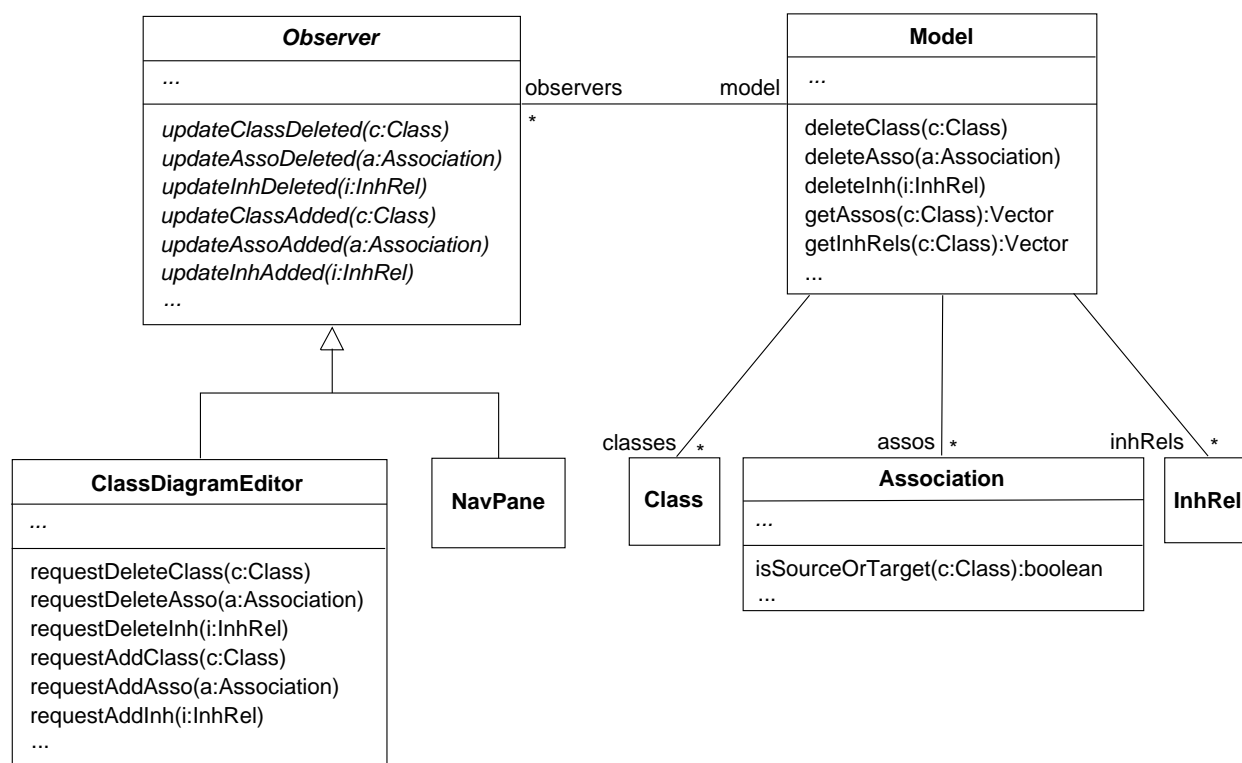 Observer
...
updateClassDeleted(c:Class)
updateAssoDeleted(a:Association)
updateInhDeleted(i:InhRel)
updateClassAdded(c:Class)
updateAssoAdded(a:Association)
updateInhAdded(i:InhRel)
...
observers
*
model
Model
...
deleteClass(c:Class)
deleteAsso(a:Association)
deleteInh(i:InhRel)
getAssos(c:Class):Vector
getInhRels(c:Class):Vector
...
classes
*
assos
*
inhRels
*
ClassDiagramEditor
...
requestDeleteClass(c:Class)
requestDeleteAsso(a:Association)
requestDeleteInh(i:InhRel)
requestAddClass(c:Class)
requestAddAsso(a:Association)
requestAddInh(i:InhRel)
...
NavPane
Class
Association
...
isSourceOrTarget(c:Class):boolean
...
InhRel